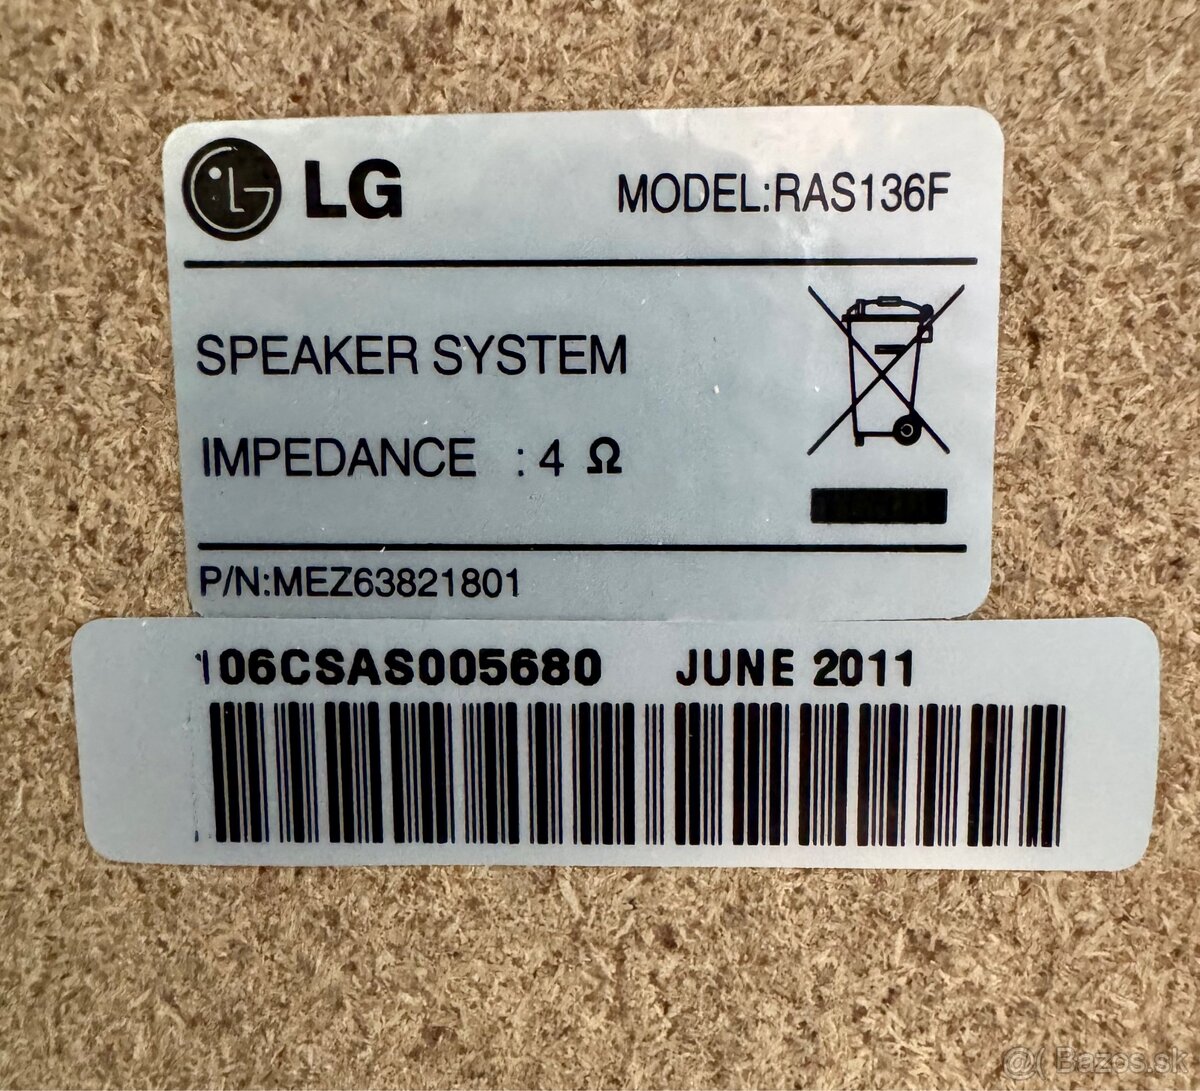 LG MODEL:RAS136F
SPEAKER SYSTEM
IMPEDANCE : 4 Ω
P/N:MEZ63821801
106CSAS005680 JUNE 2011
Bazos.sk